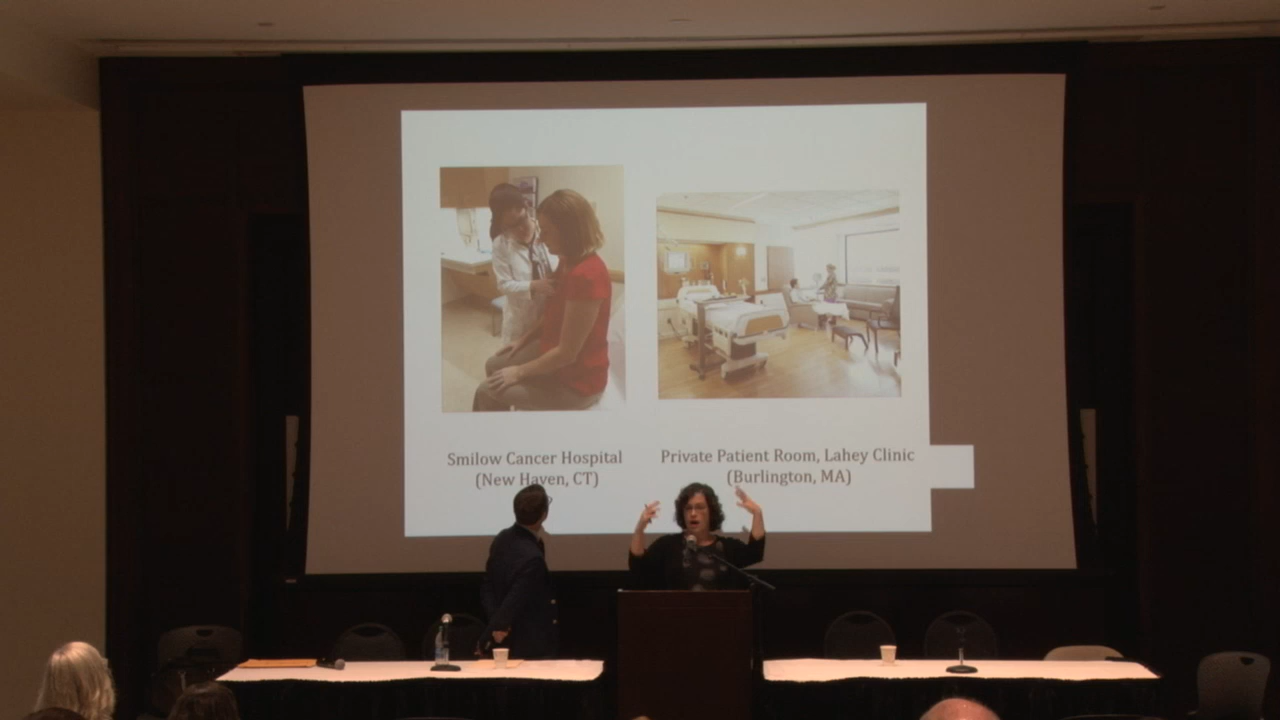 Smilow Cancer Hospital
(New Haven, CT)
Private Patient Room, Lahey Clinic
(Burlington, MA)